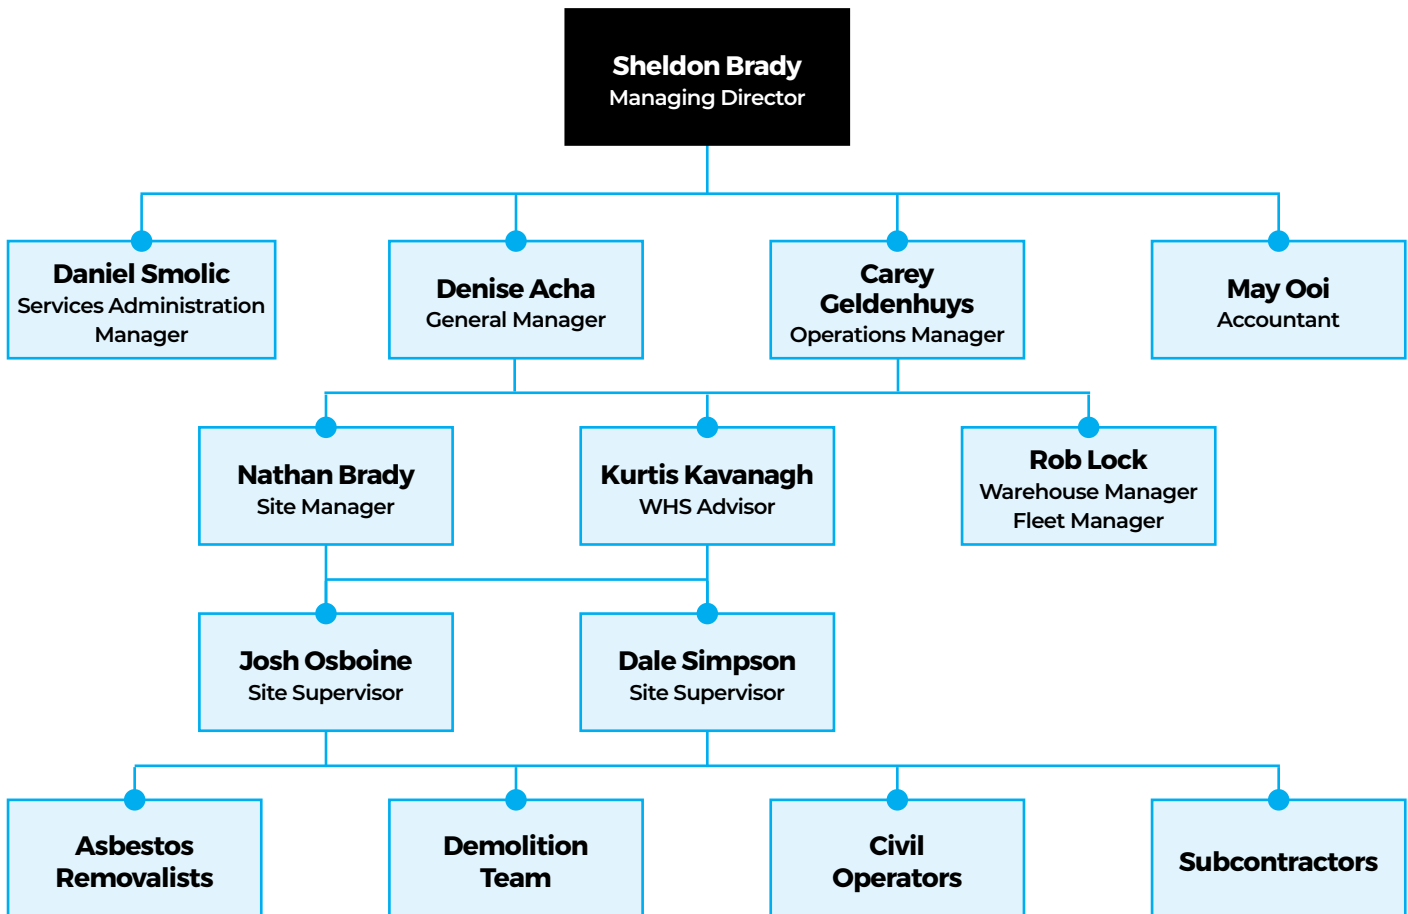 Sheldon Brady
Managing Director
Daniel Smolic
Services Administration
Manager
Denise Acha
General Manager
Carey
Geldenhuys
Operations Manager
May Ooi
Accountant
Nathan Brady
Site Manager
Kurtis Kavanagh
WHS Advisor
Rob Lock
Warehouse Manager
Fleet Manager
Josh Osboine
Site Supervisor
Dale Simpson
Site Supervisor
Asbestos
Removalists
Demolition
Team
Civil
Operators
Subcontractors